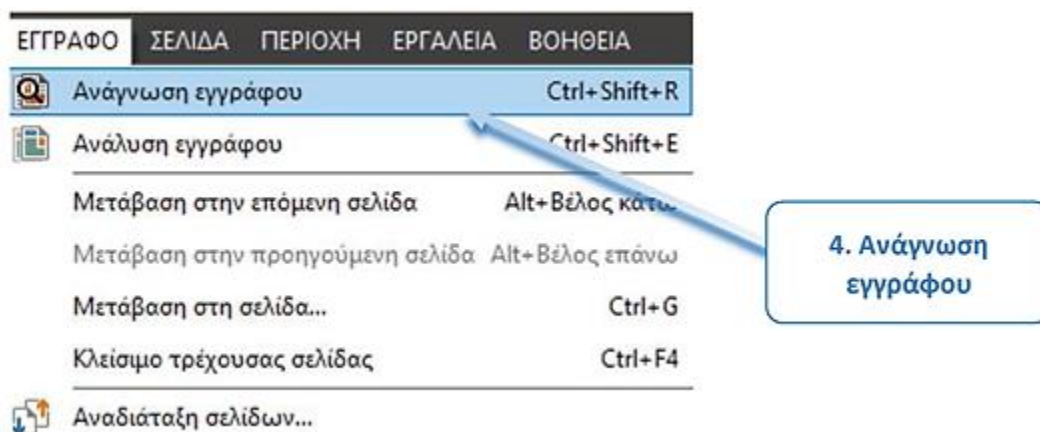 ΕΓΓΡΑΦΟ ΣΕΛΙΔΑ ΠΕΡΙΟΧΗ ΕΡΓΑΛΕΙΑ ΒΟΗΘΕΙΑ
Ανάγνωση εγγράφου Ctrl+Shift+R
Ανάλυση εγγράφου Ctrl+Shift+E
Μετάβαση στην επόμενη σελίδα Alt+Βέλος κάτω
Μετάβαση στην προηγούμενη σελίδα Alt+Βέλος επάνω
Μετάβαση στη σελίδα... Ctrl+G
Κλείσιμο τρέχουσας σελίδας Ctrl+F4
Αναδιάταξη σελίδων...
4. Ανάγνωση
εγγράφου